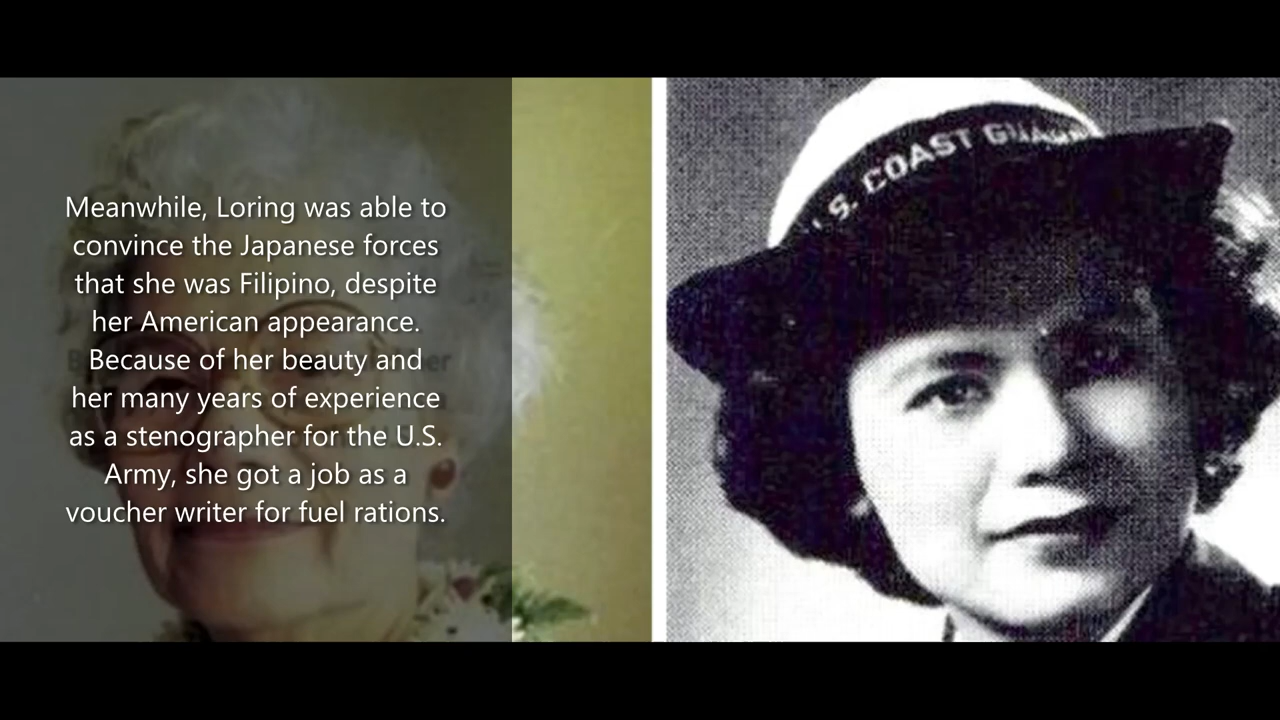 Meanwhile, Loring was able to
convince the Japanese forces
that she was Filipino, despite
her American appearance.
Because of her beauty and
her many years of experience
as a stenographer for the U.S.
Army, she got a job as a
voucher writer for fuel rations.
U.S. COAST GUARD